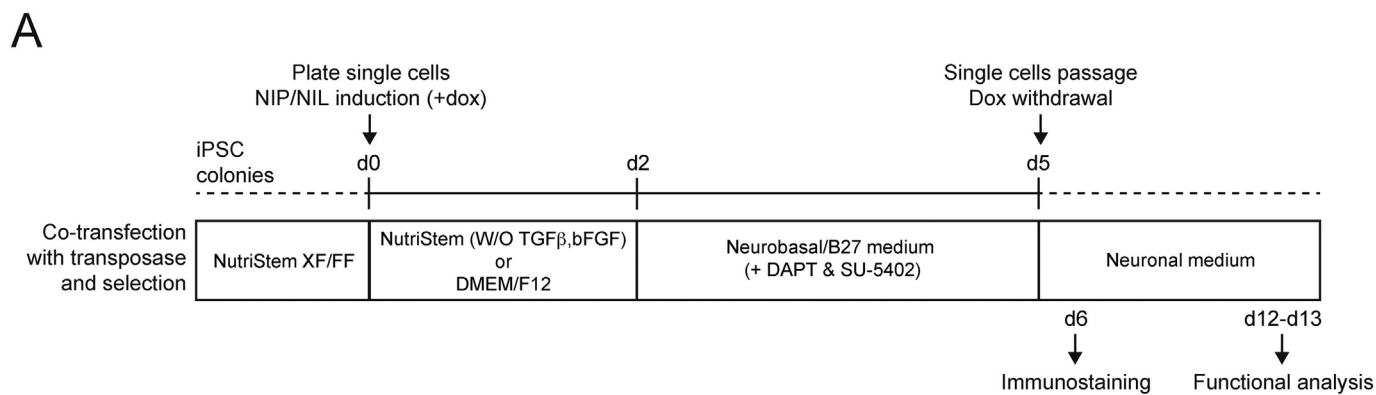 A
Plate single cells
NIP/NIL induction (+dox)
Single cells passage
Dox withdrawal
iPSC
colonies
d0
d2
d5
Co-transfection
with transposase
and selection
NutriStem XF/FF
NutriStem (W/O TGFβ,bFGF)
or
DMEM/F12
Neurobasal/B27 medium
(+ DAPT & SU-5402)
Neuronal medium
d6
d12-d13
Immunostaining
Functional analysis